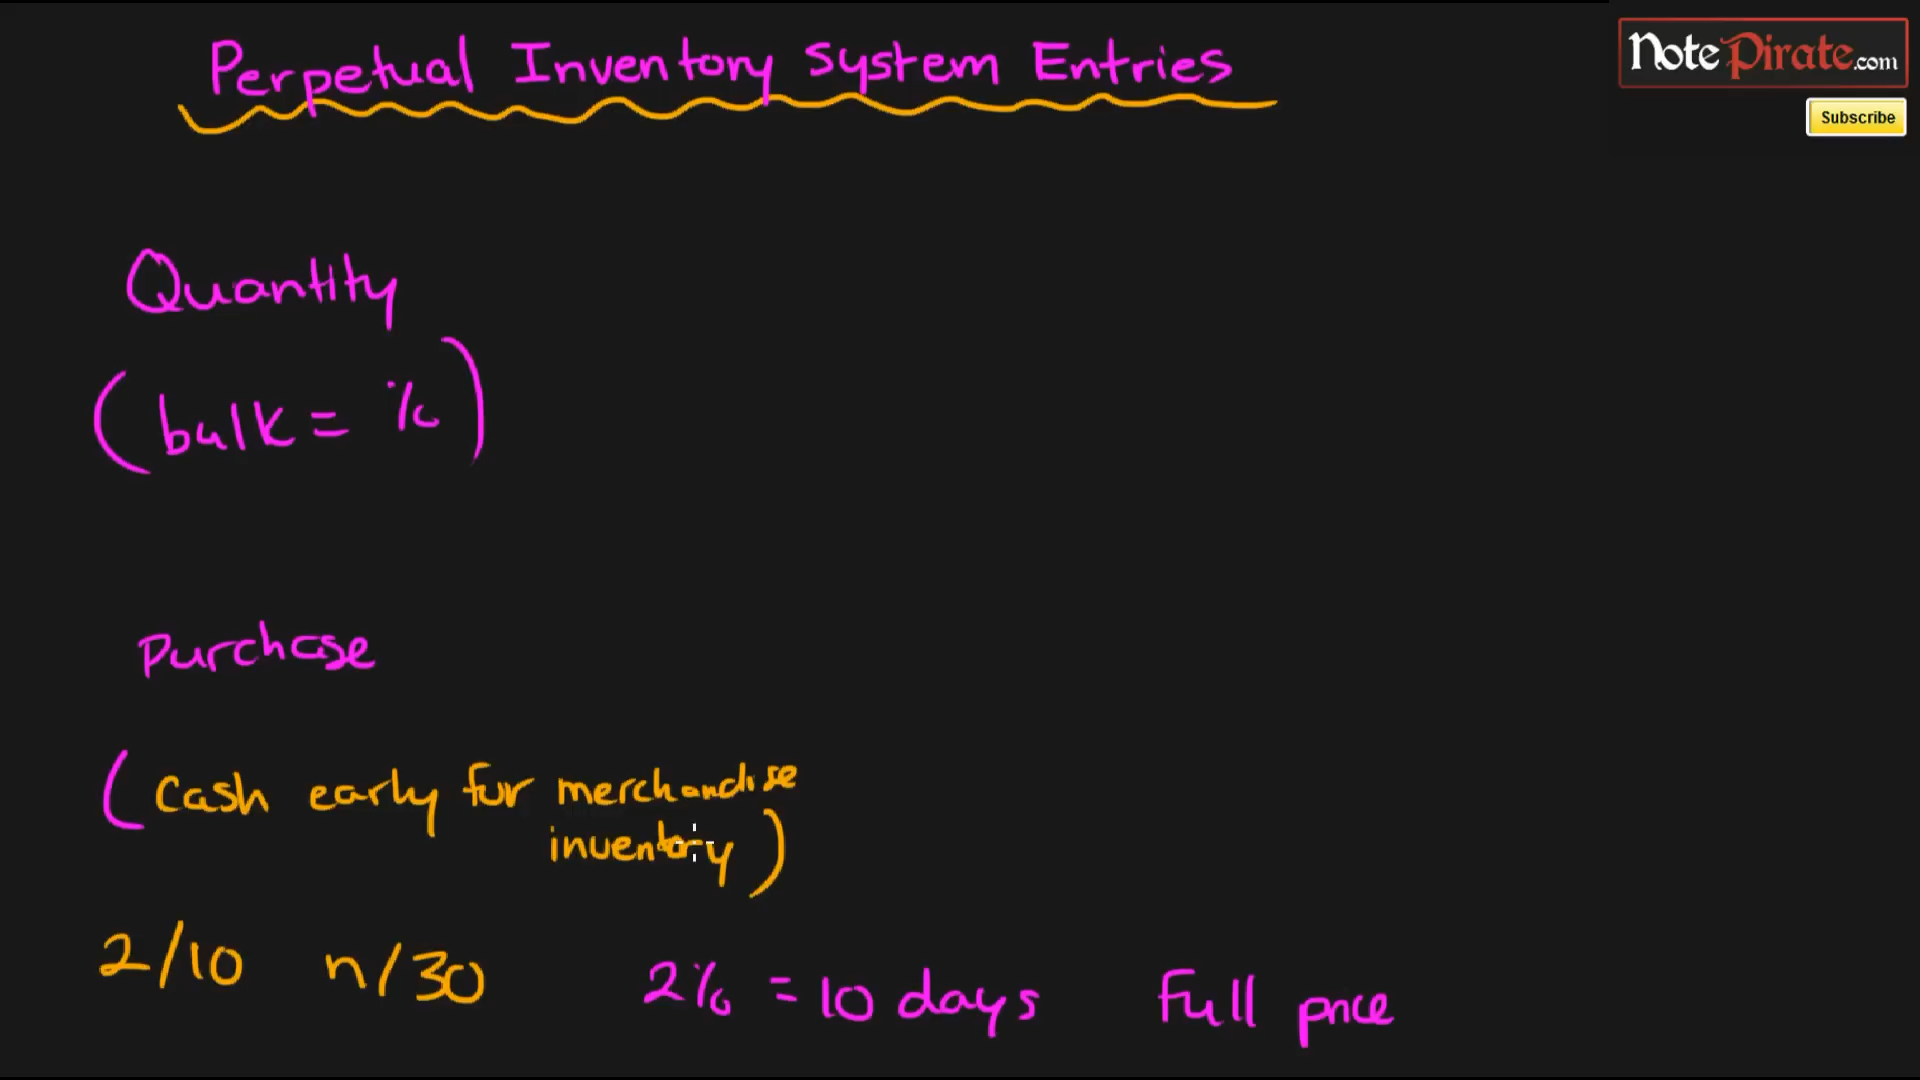 Perpetual Inventory System Entries
NotePirate.com
Subscribe
Quantity
(bulk = %)
Purchase
(Cash early for merchandise
inventory)
2/10 n/30 2% = 10 days Full price